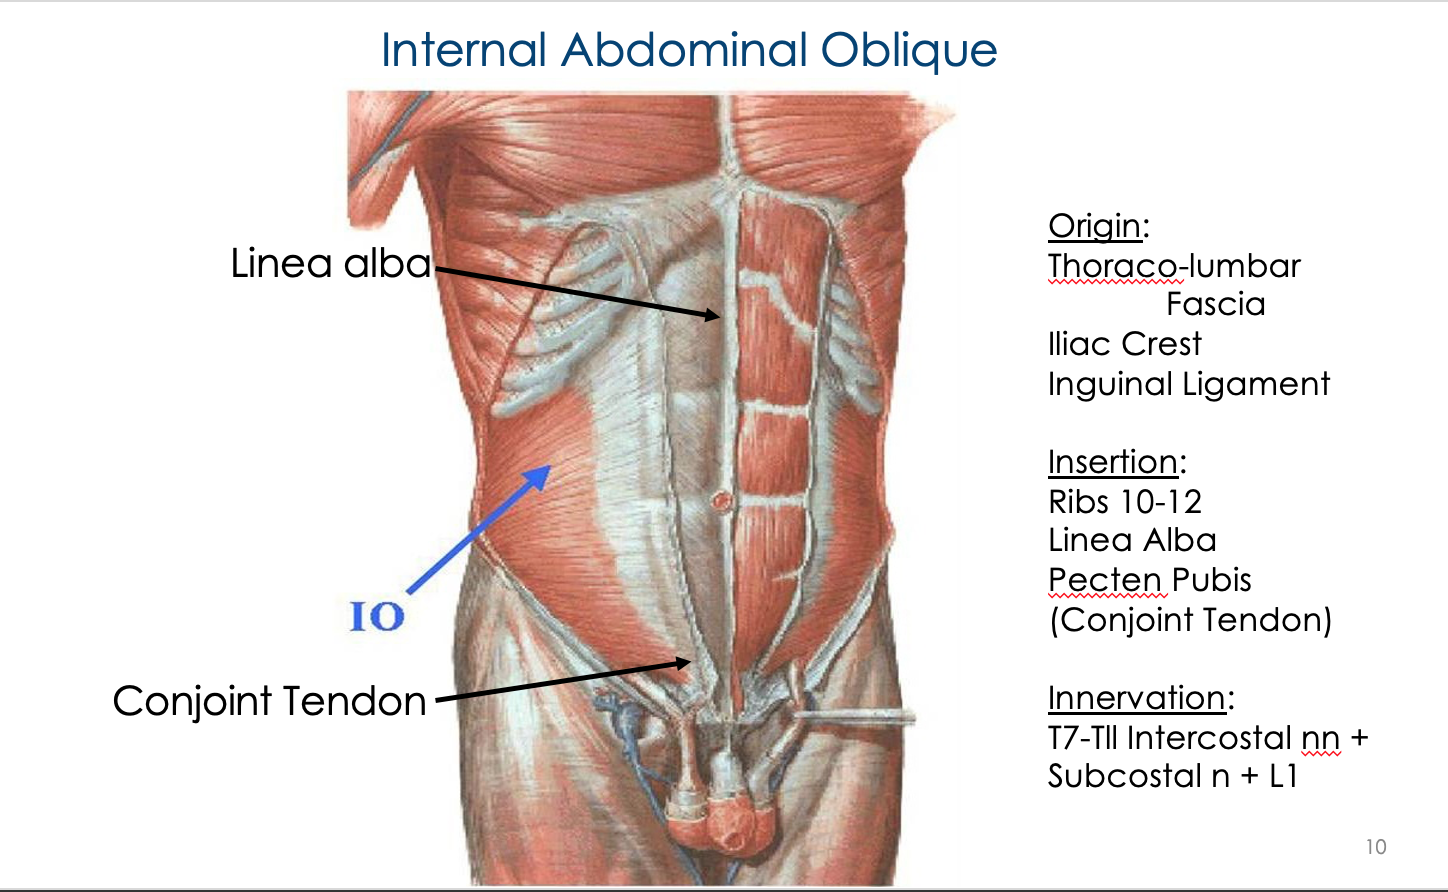 Internal Abdominal Oblique
Linea alba
IO
Conjoint Tendon
Origin:
Thoraco-lumbar
Fascia
Iliac Crest
Inguinal Ligament
Insertion:
Ribs 10-12
Linea Alba
Pecten Pubis
(Conjoint Tendon)
Innervation:
T7-Tll Intercostal nn +
Subcostal n + L1
10